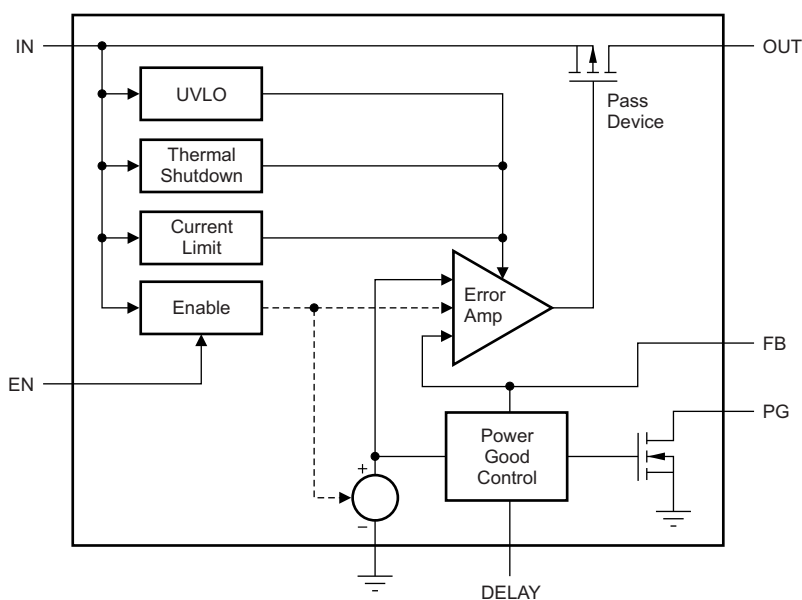 IN
OUT
UVLO
Pass
Device
Thermal
Shutdown
Current
Limit
Enable
Error
Amp
FB
EN
PG
Power
Good
Control
+
–
DELAY